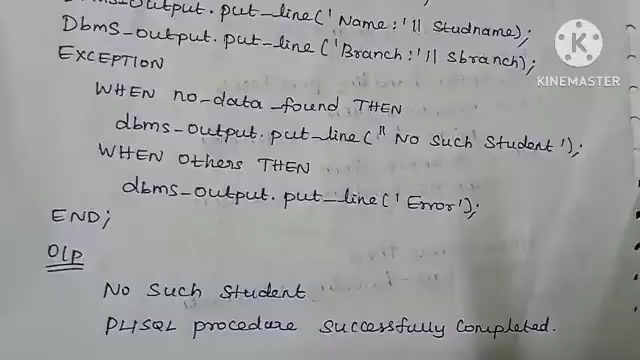 Dbms_output.put_line('Name:'|| Studname);
Dbms_output.put_line('Branch:'|| Sbranch);
EXCEPTION
WHEN no_data_found THEN
dbms_output.put_line(" No Such Student');
WHEN others THEN
dbms_output.put_line(' Error');
END;
O/P
No Such Student
PL/SQL procedure successfully completed.
KINEMASTER